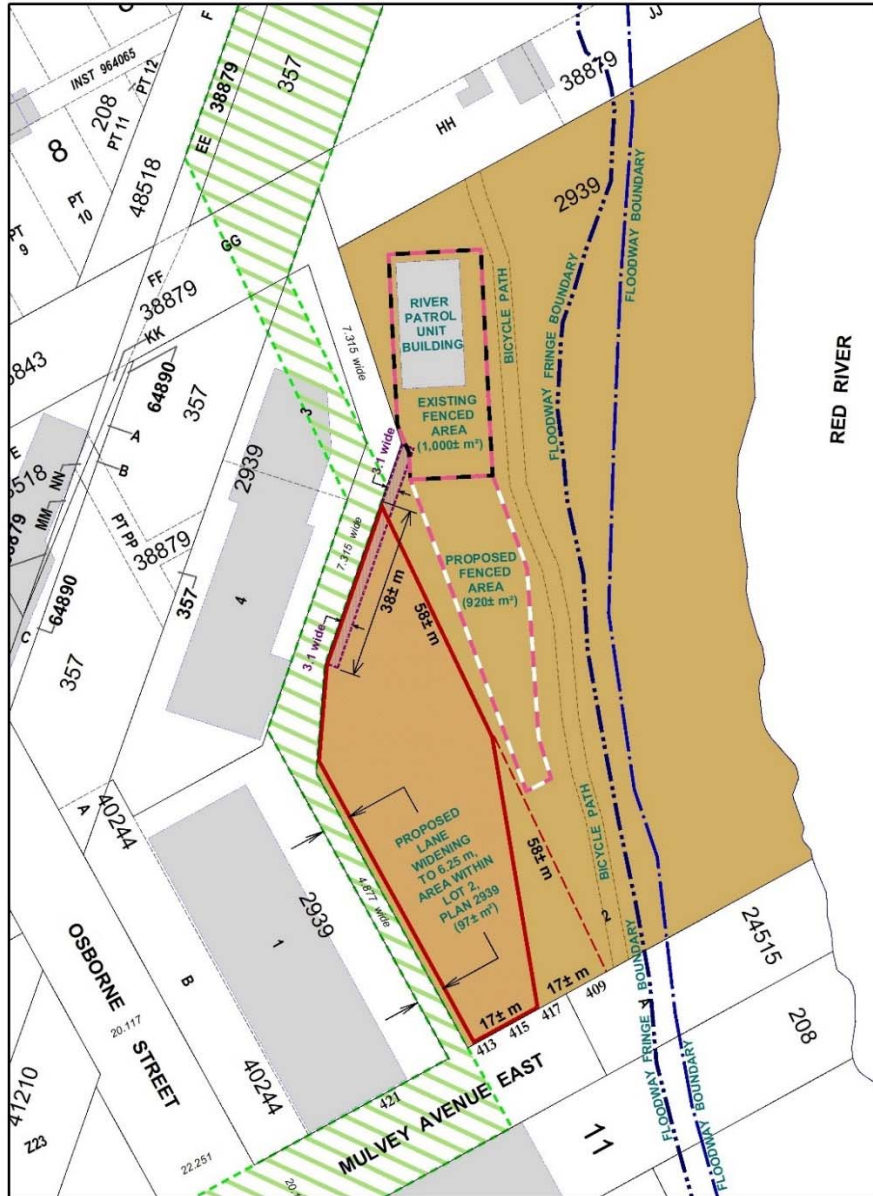 F
JJ
INST 964065
PT 12
38879
357
38879
208
PT 11
EE
HH
8
PT
10
48518
PT
9
GG
2939
FF
38879
KK
5843
64890
357
7.315 wide
RIVER
PATROL
UNIT
BUILDING
BICYCLE PATH
FLOODWAY FRINGE BOUNDARY
FLOODWAY BOUNDARY
RED RIVER
EXISTING
FENCED
AREA
(1,000± m²)
3
3.1 wide
E
A
B
2939
NN
MM
PT PP
38879
38879
64890
C
357
357
4
7.315 wide
3.1 wide
38± m
58± m
PROPOSED
FENCED
AREA
(920± m²)
A
40244
B
2939
1
4.877 wide
PROPOSED
LANE
WIDENING
TO 6.25 m,
AREA WITHIN
LOT 2,
PLAN 2939
(97± m²)
58± m
BICYCLE PATH
2
OSBORNE
STREET
20.117
40244
17± m
17± m
413
415
417
409
24515
208
A
FLOODWAY FRINGE BOUNDARY
FLOODWAY BOUNDARY
41210
Z23
22.251
421
MULVEY AVENUE EAST
11